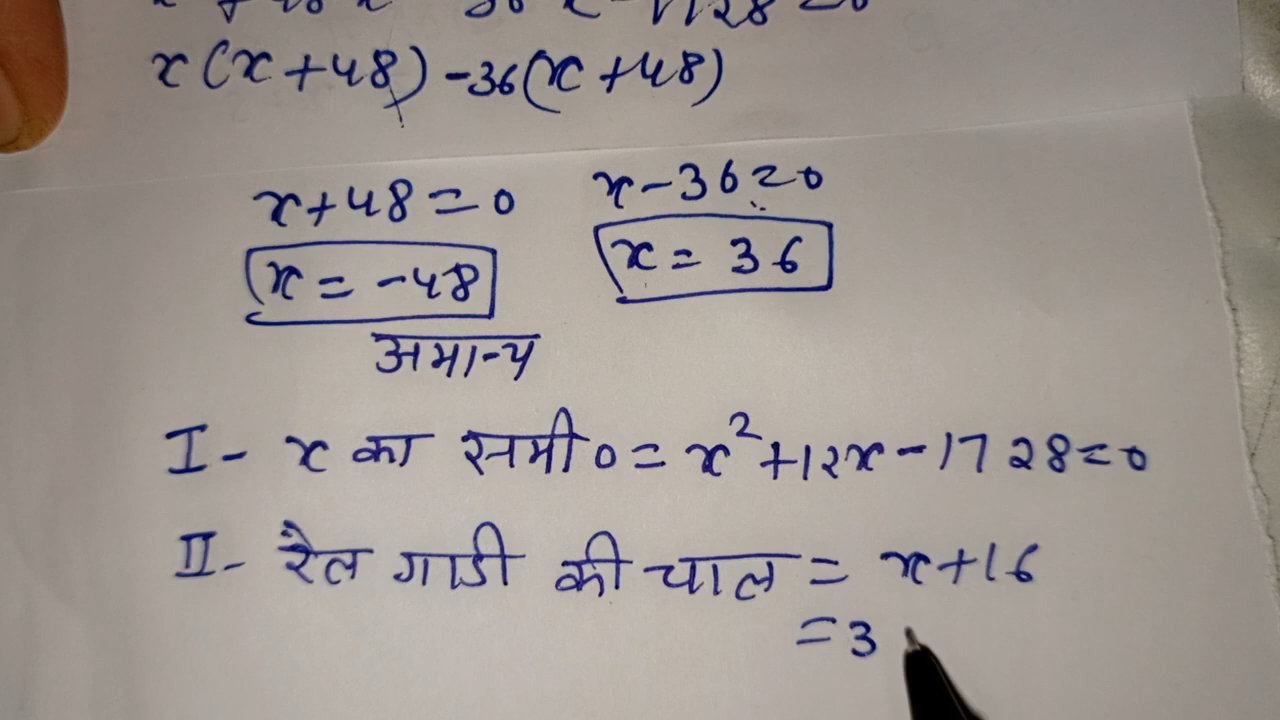 x(x+48)-36(x+48)
x+48=0 x-36=0
x=-48 x=36
अमान्य
I- x का समी०=x²+12x-1728=0
II- रेल गाडी की चाल = x+16
=3